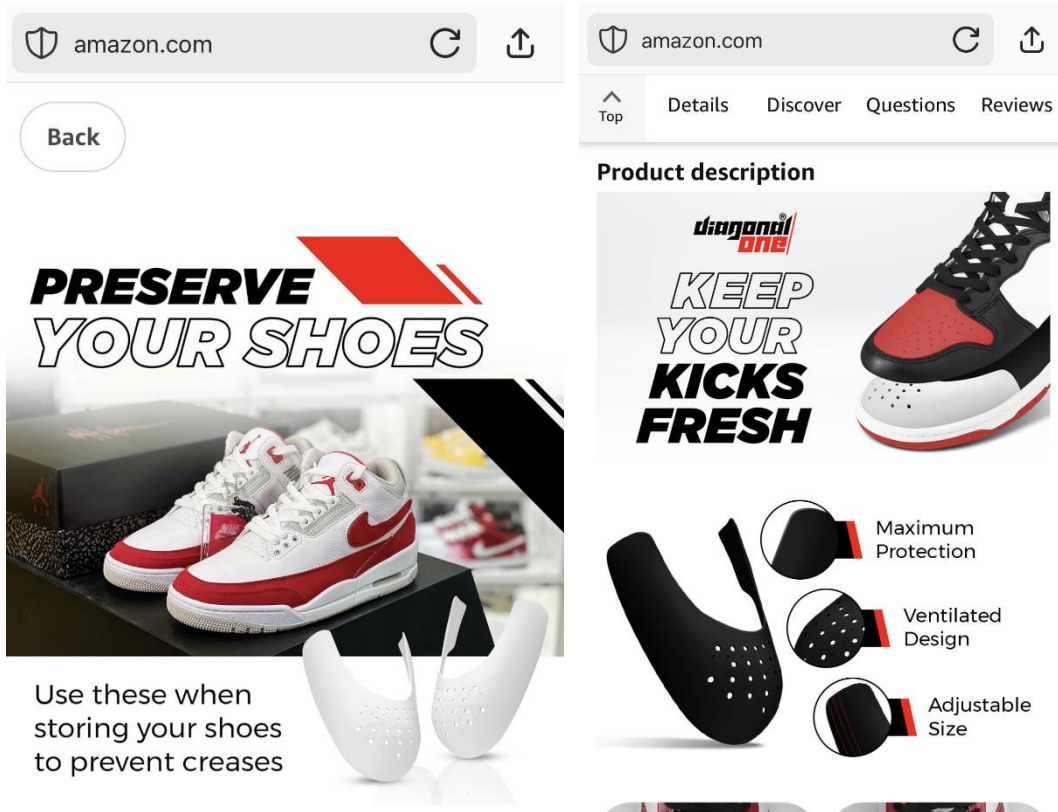 amazon.com
Back
PRESERVE
YOUR SHOES
Use these when
storing your shoes
to prevent creases
amazon.com
Top
Details
Discover
Questions
Reviews
Product description
diagonal®
one
KEEP
YOUR
KICKS
FRESH
Maximum
Protection
Ventilated
Design
Adjustable
Size